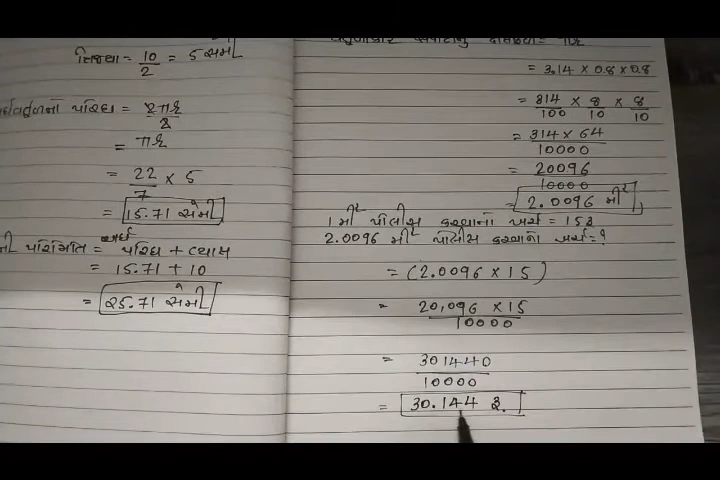 ત્રિજ્યા = 10/2 = 5 સેમી
પરિઘ = 2πr/2
= πr
= 22/7 × 5
= 15.71 સેમી
પરિમિતિ = અર્ધ પરિઘ + વ્યાસ
= 15.71 + 10
= 25.71 સેમી
= 3.14 × 0.8 × 0.8
= 314/100 × 8/10 × 8/10
= 314 × 64/10000
= 20096/10000
= 2.0096 મી²
1 મી² પોલીસ કરવાનો ખર્ચ = 15 રૂ
2.0096 મી² પોલીસ કરવાનો ખર્ચ = ?
= (2.0096 × 15)
= 20,096 × 15/10000
= 301440/10000
= 30.144 રૂ.